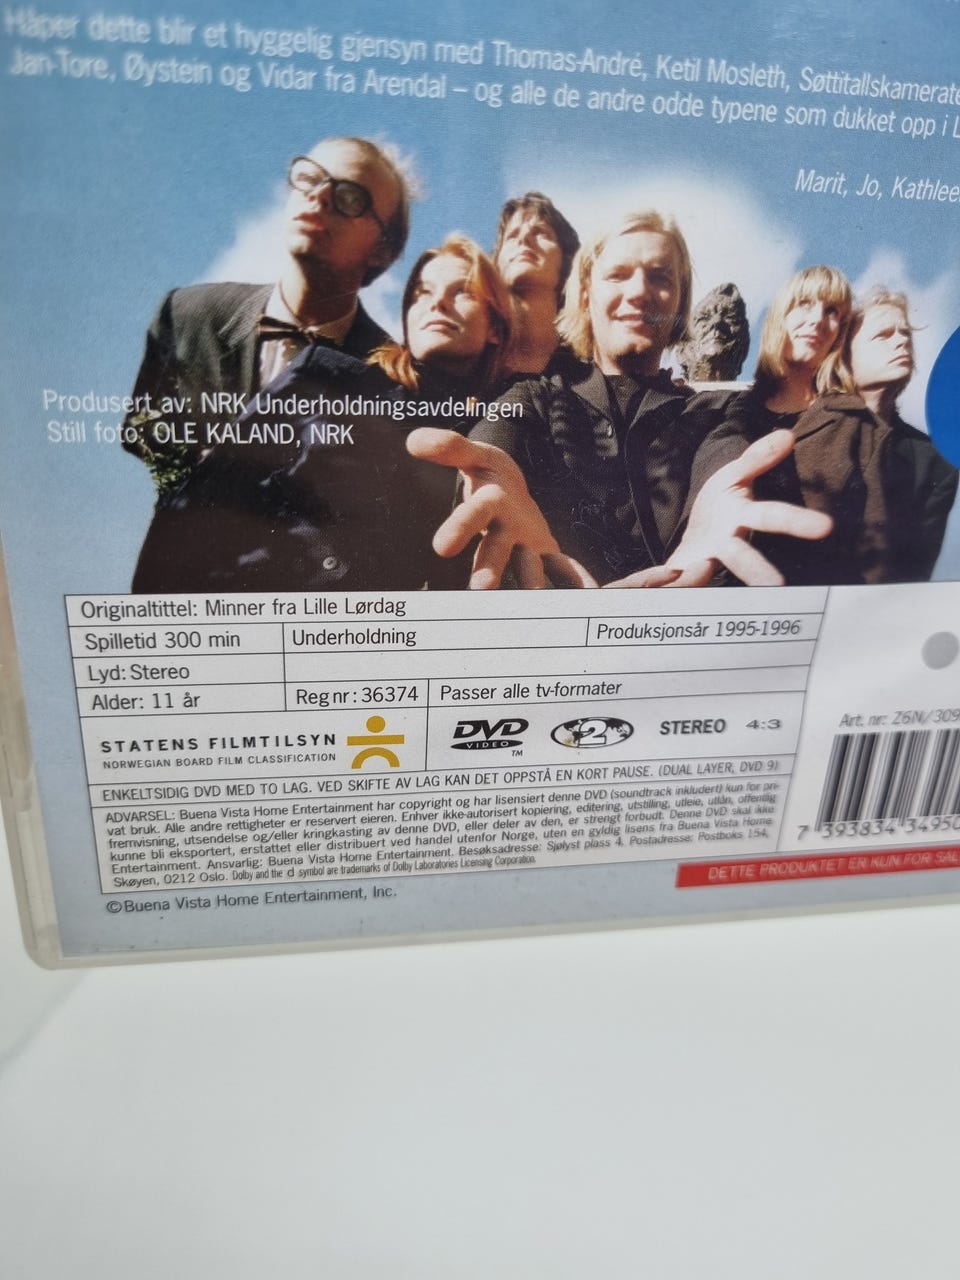 Håper dette blir et hyggelig gjensyn med Thomas-André, Ketil Mosleth, Søttitallskamerate
Jan-Tore, Øystein og Vidar fra Arendal – og alle de andre odde typene som dukket opp i L
Marit, Jo, Kathlee
Produsert av: NRK Underholdningsavdelingen
Still foto: OLE KALAND, NRK
Originaltittel: Minner fra Lille Lørdag
Spilletid 300 min Underholdning Produksjonsår 1995-1996
Lyd: Stereo
Alder: 11 år Reg nr: 36374 Passer alle tv-formater
STATENS FILMTILSYN
NORWEGIAN BOARD FILM CLASSIFICATION
DVD VIDEO TM 2 STEREO 4:3
Art. nr: Z6N/309
ENKELTSIDIG DVD MED TO LAG. VED SKIFTE AV LAG KAN DET OPPSTÅ EN KORT PAUSE. (DUAL LAYER, DVD 9)
ADVARSEL: Buena Vista Home Entertainment har copyright og har lisensiert denne DVD (soundtrack inkludert) kun for pri-
vat bruk. Alle andre rettigheter er reservert eieren. Enhver ikke-autorisert kopiering, editering, utstilling, utleie, utlån, offentlig
fremvisning, utsendelse og/eller kringkasting av denne DVD, eller deler av den, er strengt forbudt. Denne DVD skal ikke
kunne bli eksportert, erstattet eller distribuert ved handel utenfor Norge, uten en gyldig lisens fra Buena Vista Home
Entertainment. Ansvarlig: Buena Vista Home Entertainment. Besøksadresse: Sjølyst plass 4. Postadresse: Postboks 154,
Skøyen, 0212 Oslo. Dolby and the d symbol are trademarks of Dolby Laboratories Licensing Corporation.
7 393834 34950
DETTE PRODUKTET ER KUN FOR SAL
©Buena Vista Home Entertainment, Inc.